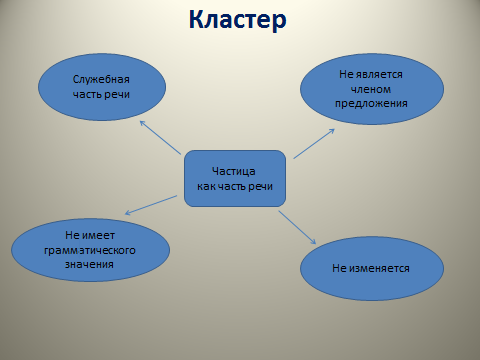 Кластер
Служебная
часть речи
Не является
членом
предложения
Частица
как часть речи
Не имеет
грамматического
значения
Не изменяется